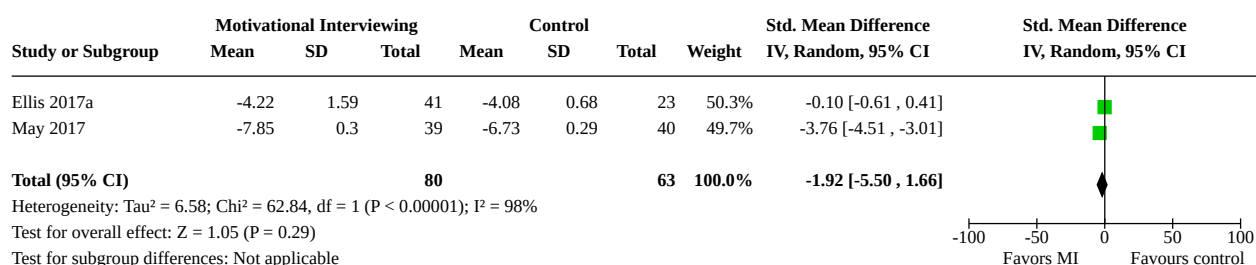 Motivational Interviewing Control Std. Mean Difference Std. Mean Difference
Study or Subgroup Mean SD Total Mean SD Total Weight IV, Random, 95% CI IV, Random, 95% CI
Ellis 2017a -4.22 1.59 41 -4.08 0.68 23 50.3% -0.10 [-0.61 , 0.41]
May 2017 -7.85 0.3 39 -6.73 0.29 40 49.7% -3.76 [-4.51 , -3.01]
Total (95% CI) 80 63 100.0% -1.92 [-5.50 , 1.66]
Heterogeneity: Tau² = 6.58; Chi² = 62.84, df = 1 (P < 0.00001); I² = 98%
Test for overall effect: Z = 1.05 (P = 0.29) -100 -50 0 50 100
Test for subgroup differences: Not applicable Favors MI Favours control